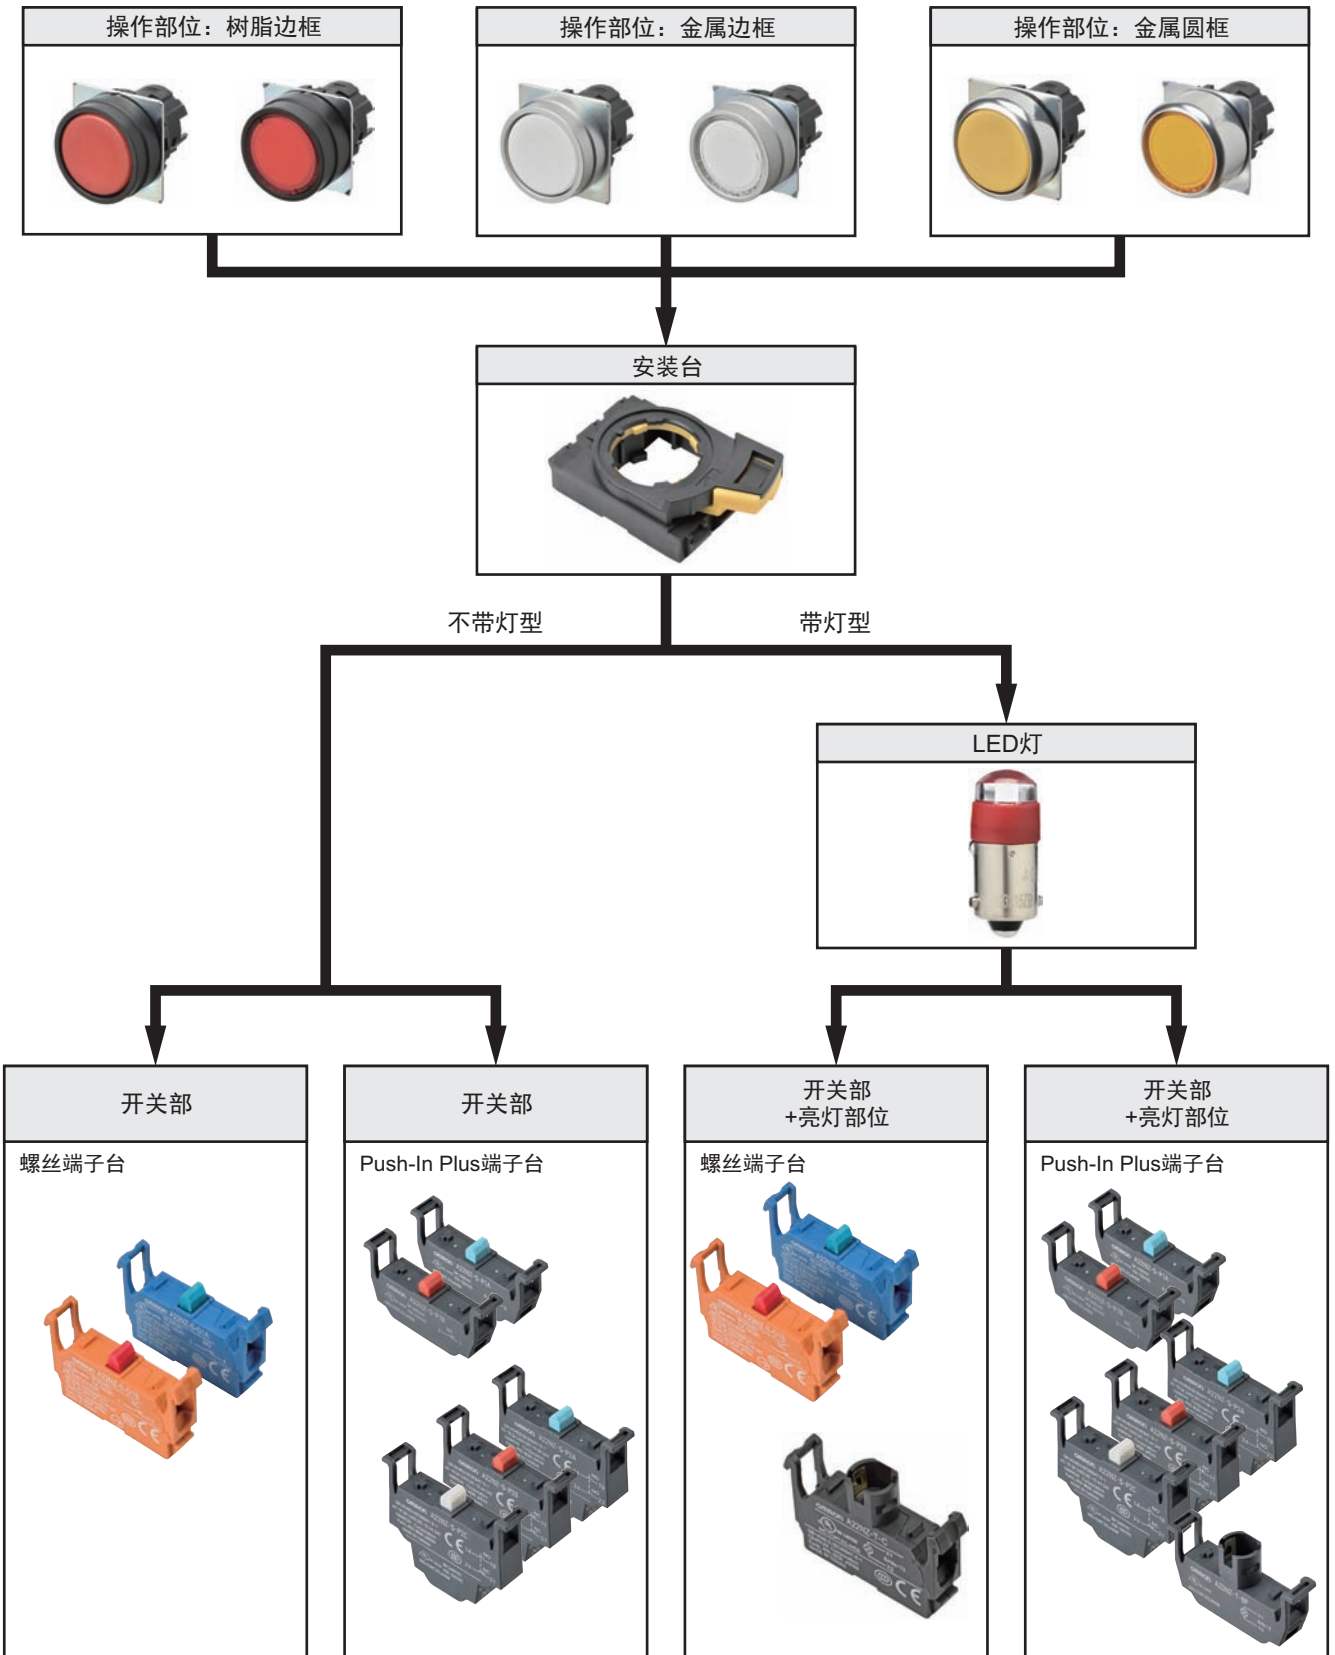 操作部位：树脂边框
操作部位：金属边框
操作部位：金属圆框
安装台
不带灯型
带灯型
LED灯
开关部
开关部
开关部
+亮灯部位
开关部
+亮灯部位
螺丝端子台
Push-In Plus端子台
螺丝端子台
Push-In Plus端子台